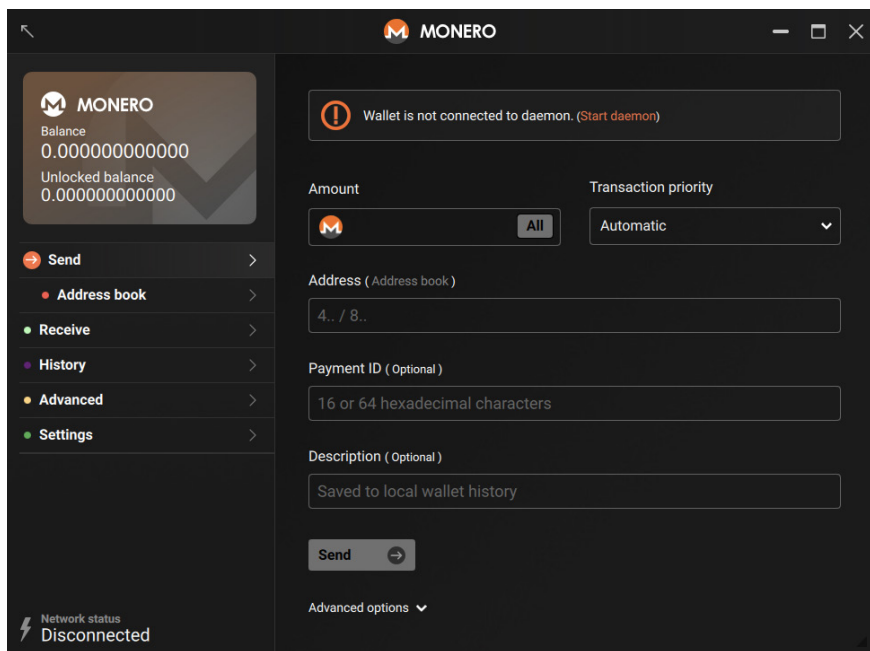 MONERO
MONERO
Balance
0.000000000000
Unlocked balance
0.000000000000
Send
Address book
Receive
History
Advanced
Settings
Network status
Disconnected
Wallet is not connected to daemon. (Start daemon)
Amount
All
Transaction priority
Automatic
Address ( Address book )
4.. / 8..
Payment ID ( Optional )
16 or 64 hexadecimal characters
Description ( Optional )
Saved to local wallet history
Send
Advanced options